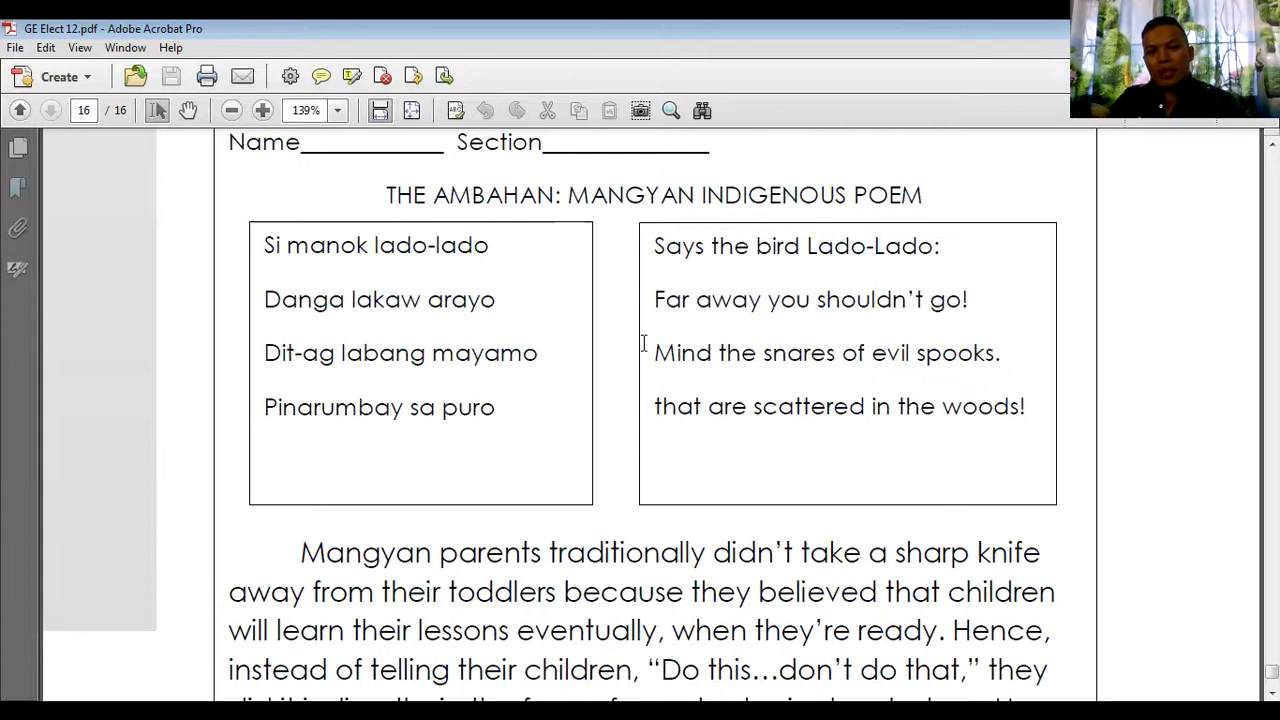 GE Elect 12.pdf - Adobe Acrobat Pro
File Edit View Window Help
Create
16 / 16 139%
Name___________ Section_____________
THE AMBAHAN: MANGYAN INDIGENOUS POEM
Si manok lado-lado
Danga lakaw arayo
Dit-ag labang mayamo
Pinarumbay sa puro
Says the bird Lado-Lado:
Far away you shouldn't go!
Mind the snares of evil spooks.
that are scattered in the woods!
Mangyan parents traditionally didn't take a sharp knife
away from their toddlers because they believed that children
will learn their lessons eventually, when they're ready. Hence,
instead of telling their children, “Do this...don't do that,” they